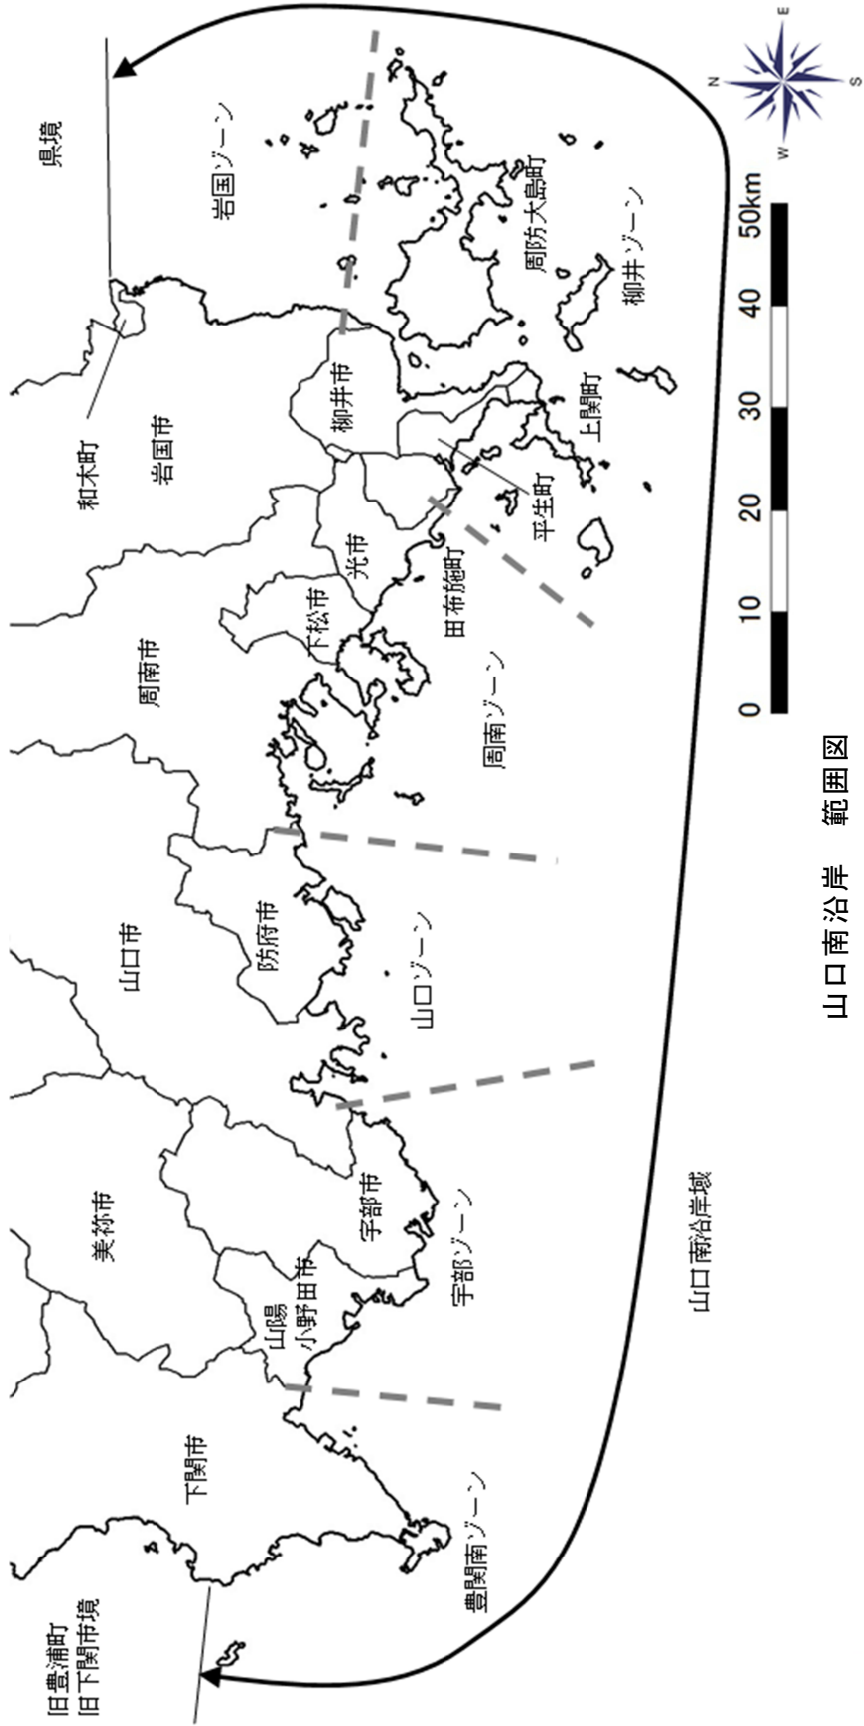 旧豊浦町
旧下関市境
県境
和木町
岩国市
岩国ゾーン
美祢市
山口市
周南市
下関市
山陽
小野田市
宇部市
防府市
下松市
光市
柳井市
田布施町
平生町
上関町
周防大島町
柳井ゾーン
豊関南ゾーン
宇部ゾーン
山口ゾーン
周南ゾーン
山口南沿岸域
0 10 20 30 40 50km
N
E
S
W
山口南沿岸 範囲図